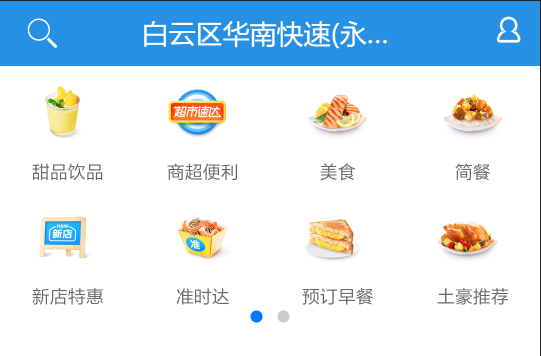 白云区华南快速(永...
超市速达
甜品饮品
商超便利
美食
简餐
new
新店
准
新店特惠
准时达
预订早餐
土豪推荐